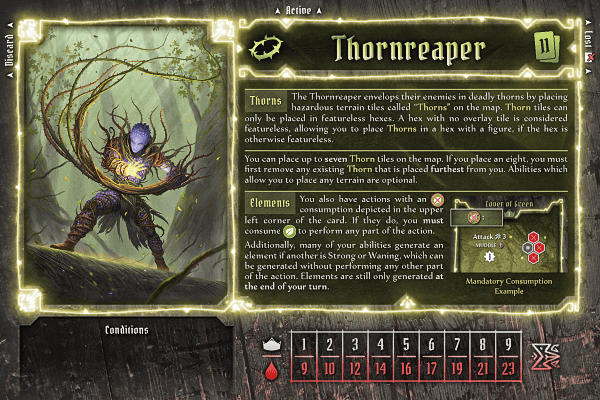 Active
Discard
Lost
Thornreaper
11
Thorns The Thornreaper envelops their enemies in deadly thorns by placing
hazardous terrain tiles called "Thorns" on the map. Thorn tiles can
only be placed in featureless hexes. A hex with no overlay tile is considered
featureless, allowing you to place Thorns in a hex with a figure, if the hex is
otherwise featureless.
You can place up to seven Thorn tiles on the map. If you place an eight, you must
first remove any existing Thorn that is placed furthest from you. Abilities which
allow you to place any terrain are optional.
Elements You also have actions with an
consumption depicted in the upper
left corner of the card. If they do, you must
consume to perform any part of the action.
Additionally, many of your abilities generate an
element if another is Strong or Waning, which can
be generated without performing any other part
of the action. Elements are still only generated at
the end of your turn.
Cover of Green
:
Attack 3
MUDDLE
1
Mandatory Consumption
Example
Conditions
1 2 3 4 5 6 7 8 9
9 10 12 14 16 17 19 21 23